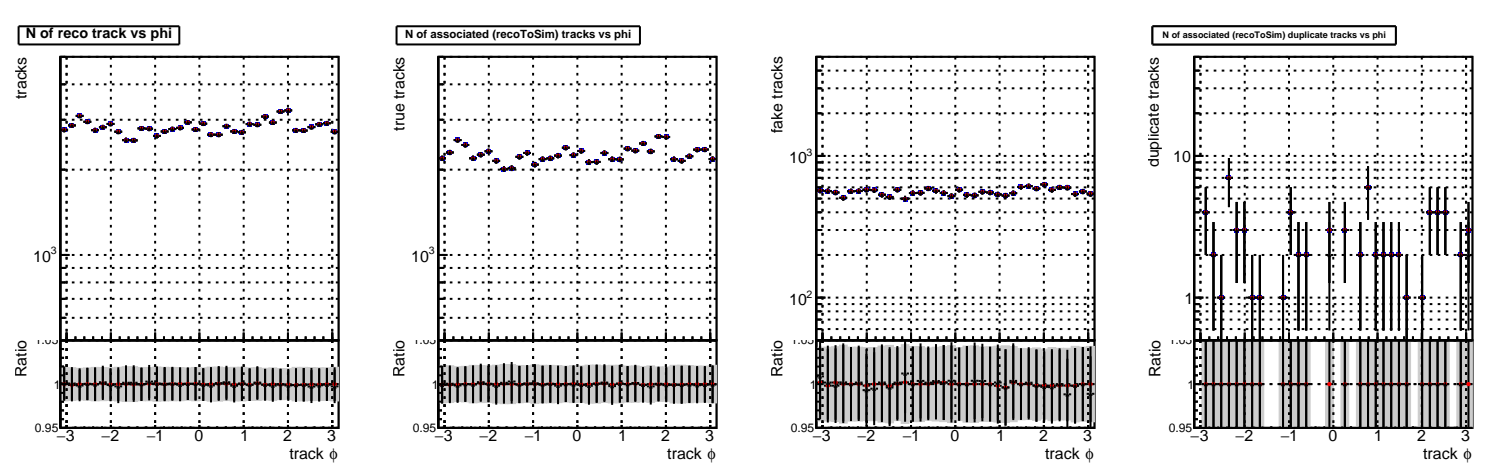 N of reco track vs phi
tracks
10³
Ratio
1
0.95
−3 −2 −1 0 1 2 3
track ϕ
N of associated (recoToSim) tracks vs phi
true tracks
10³
Ratio
1
0.95
−3 −2 −1 0 1 2 3
track ϕ
fake tracks
10³
10²
Ratio
1
0.95
−3 −2 −1 0 1 2 3
track ϕ
N of associated (recoToSim) duplicate tracks vs phi
duplicate tracks
10
1
Ratio
1
0.95
−3 −2 −1 0 1 2 3
track ϕ